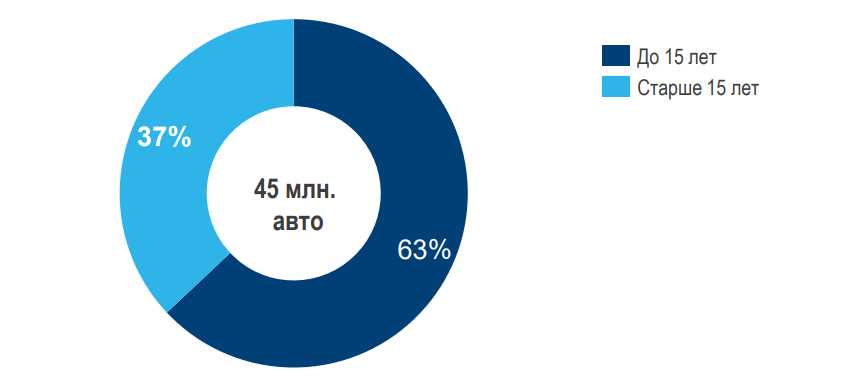 До 15 лет
Старше 15 лет
37%
45 млн.
авто
63%